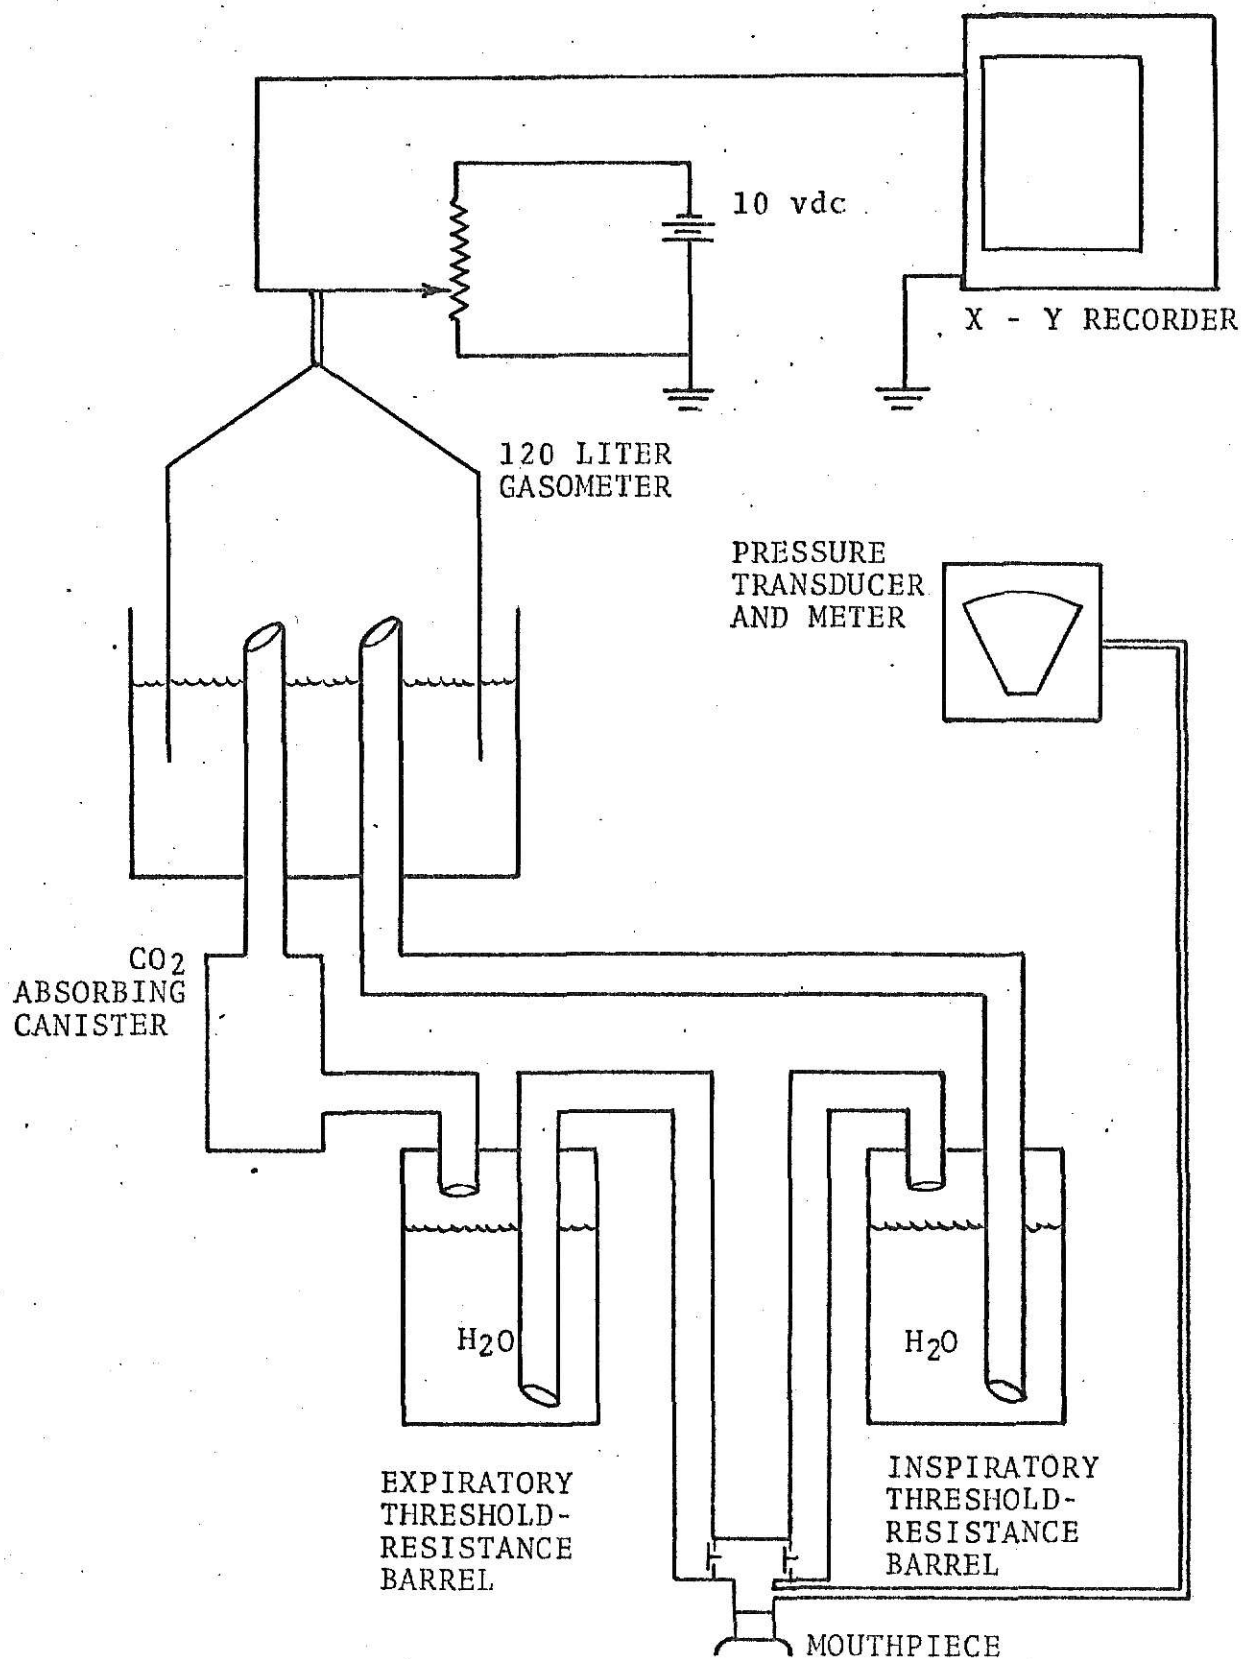 10 vdc
X - Y RECORDER
120 LITER
GASOMETER
PRESSURE
TRANSDUCER
AND METER
CO2
ABSORBING
CANISTER
H2O
H2O
EXPIRATORY
THRESHOLD-
RESISTANCE
BARREL
INSPIRATORY
THRESHOLD-
RESISTANCE
BARREL
MOUTHPIECE